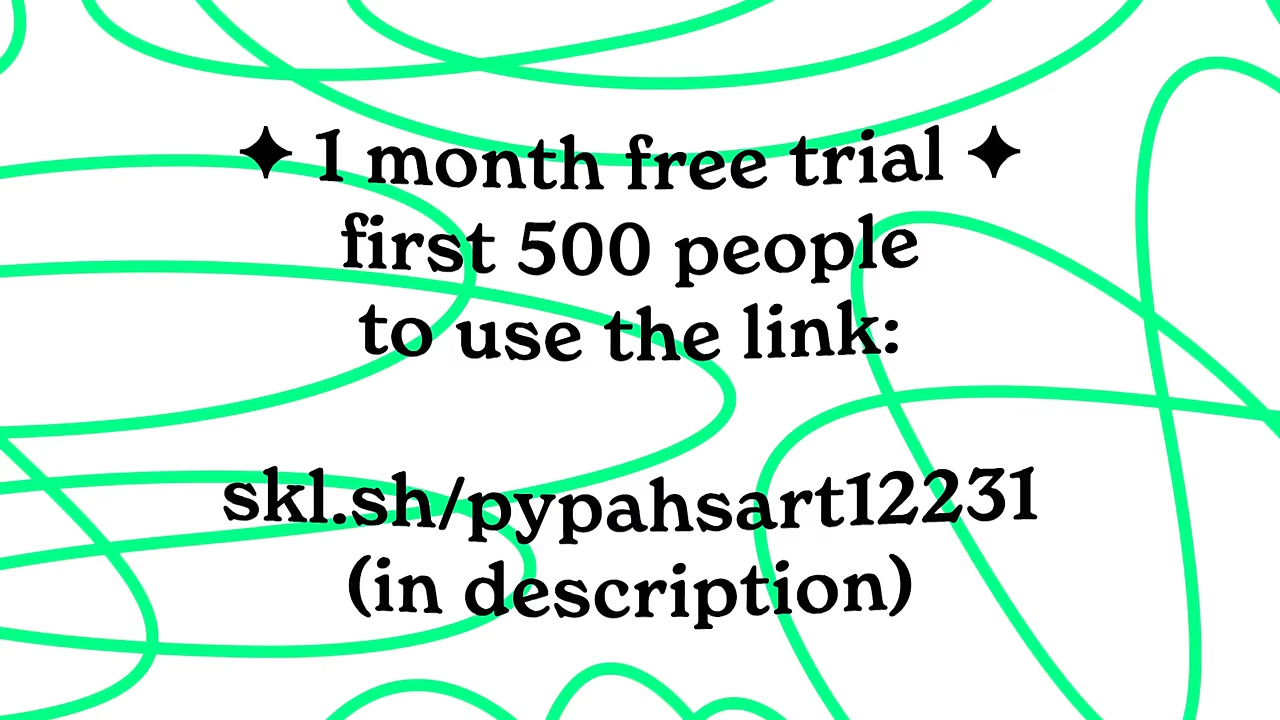 ✦ 1 month free trial ✦
first 500 people
to use the link:
skl.sh/pypahsart12231
(in description)